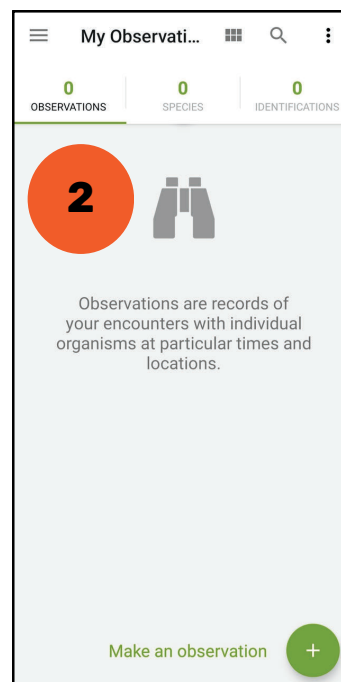 My Observati...
0 0 0
OBSERVATIONS SPECIES IDENTIFICATIONS
2
Observations are records of
your encounters with individual
organisms at particular times and
locations.
Make an observation +